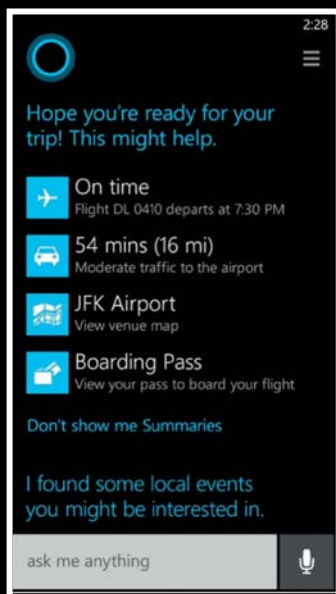 2:28
Hope you're ready for your
trip! This might help.
On time
Flight DL 0410 departs at 7:30 PM
54 mins (16 mi)
Moderate traffic to the airport
JFK Airport
View venue map
Boarding Pass
View your pass to board your flight
Don't show me Summaries
I found some local events
you might be interested in.
ask me anything